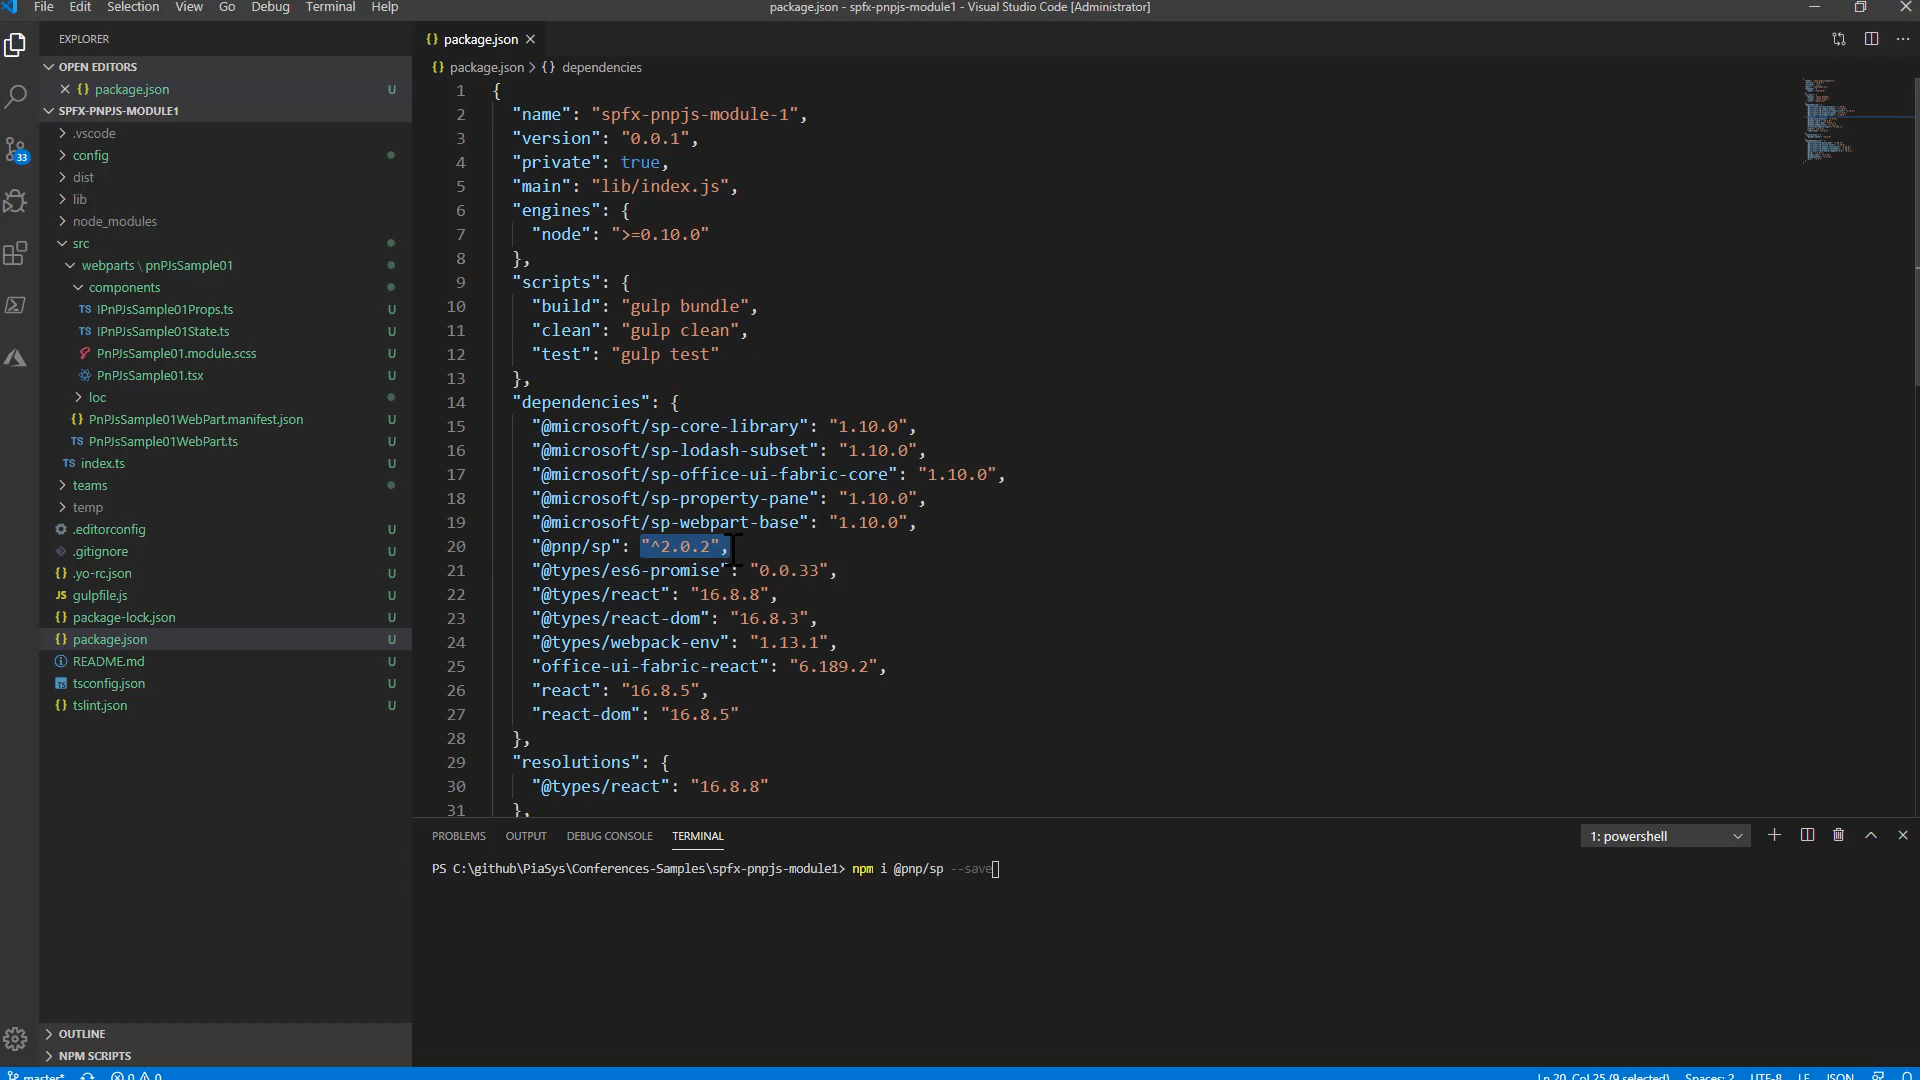 File Edit Selection View Go Debug Terminal Help
package.json - spfx-pnpjs-module1 - Visual Studio Code [Administrator]
EXPLORER
OPEN EDITORS
package.json U
SPFX-PNPJS-MODULE1
.vscode
config
dist
lib
node_modules
src
webparts \ pnPJsSample01
components
TS IPnPJsSample01Props.ts U
TS IPnPJsSample01State.ts U
PnPJsSample01.module.scss U
PnPJsSample01.tsx U
loc
{} PnPJsSample01WebPart.manifest.json U
TS PnPJsSample01WebPart.ts U
TS index.ts U
teams
temp
.editorconfig U
.gitignore U
{} .yo-rc.json U
JS gulpfile.js U
{} package-lock.json U
{} package.json U
README.md U
tsconfig.json U
{} tslint.json U
OUTLINE
NPM SCRIPTS
33
{} package.json
{} package.json > {} dependencies
1 {
2 "name": "spfx-pnpjs-module-1",
3 "version": "0.0.1",
4 "private": true,
5 "main": "lib/index.js",
6 "engines": {
7 "node": ">=0.10.0"
8 },
9 "scripts": {
10 "build": "gulp bundle",
11 "clean": "gulp clean",
12 "test": "gulp test"
13 },
14 "dependencies": {
15 "@microsoft/sp-core-library": "1.10.0",
16 "@microsoft/sp-lodash-subset": "1.10.0",
17 "@microsoft/sp-office-ui-fabric-core": "1.10.0",
18 "@microsoft/sp-property-pane": "1.10.0",
19 "@microsoft/sp-webpart-base": "1.10.0",
20 "@pnp/sp": "^2.0.2",
21 "@types/es6-promise": "0.0.33",
22 "@types/react": "16.8.8",
23 "@types/react-dom": "16.8.3",
24 "@types/webpack-env": "1.13.1",
25 "office-ui-fabric-react": "6.189.2",
26 "react": "16.8.5",
27 "react-dom": "16.8.5"
28 },
29 "resolutions": {
30 "@types/react": "16.8.8"
31 },
PROBLEMS OUTPUT DEBUG CONSOLE TERMINAL
1: powershell
PS C:\github\PiaSys\Conferences-Samples\spfx-pnpjs-module1> npm i @pnp/sp --save
master* 0 0
Ln 20, Col 25 (9 selected) Spaces: 2 UTF-8 LF JSON